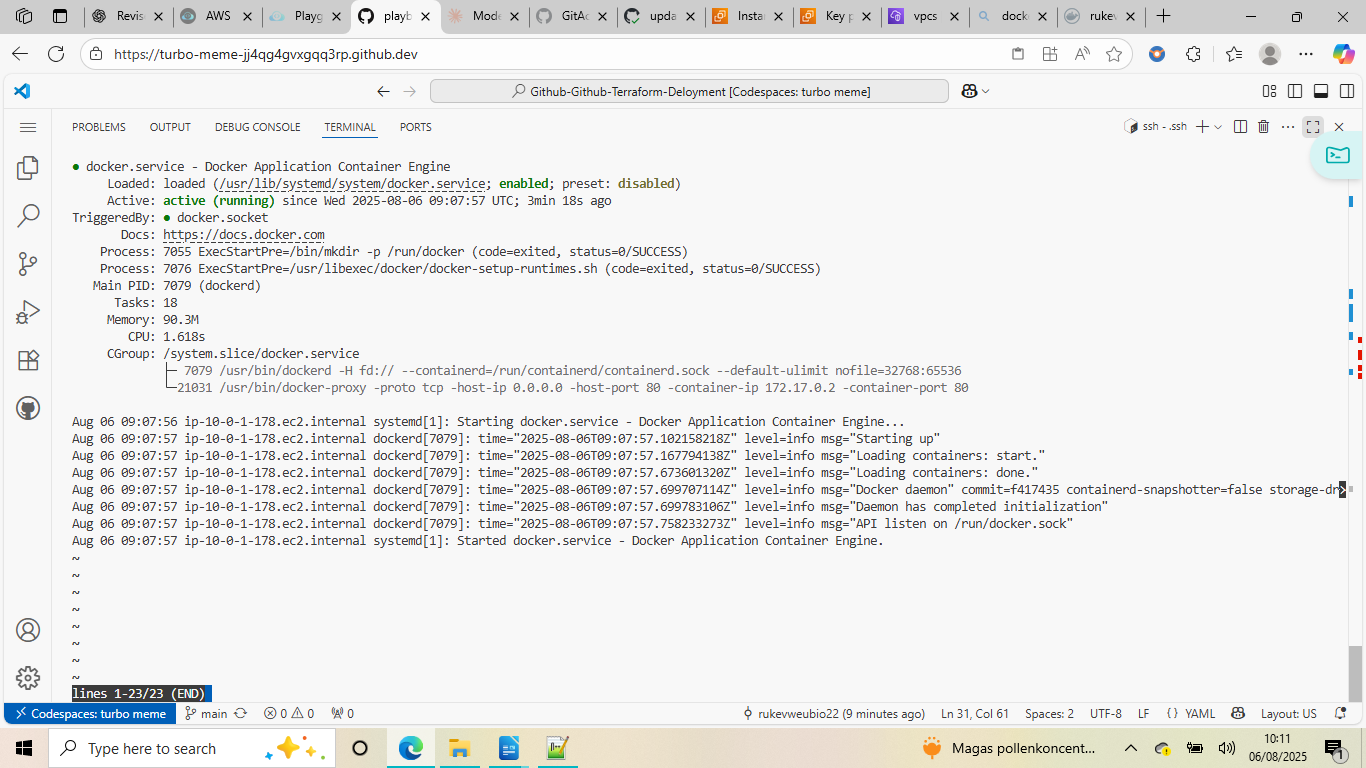 Revise
AWS
Playg
playb
Mode
GitAc
upda
Instar
Key p
vpcs
docke
rukev
https://turbo-meme-jj4qg4gvxgqq3rp.github.dev
Github-Github-Terraform-Deloyment [Codespaces: turbo meme]
PROBLEMS OUTPUT DEBUG CONSOLE TERMINAL PORTS
ssh - .ssh
● docker.service - Docker Application Container Engine
Loaded: loaded (/usr/lib/systemd/system/docker.service; enabled; preset: disabled)
Active: active (running) since Wed 2025-08-06 09:07:57 UTC; 3min 18s ago
TriggeredBy: ● docker.socket
Docs: https://docs.docker.com
Process: 7055 ExecStartPre=/bin/mkdir -p /run/docker (code=exited, status=0/SUCCESS)
Process: 7076 ExecStartPre=/usr/libexec/docker/docker-setup-runtimes.sh (code=exited, status=0/SUCCESS)
Main PID: 7079 (dockerd)
Tasks: 18
Memory: 90.3M
CPU: 1.618s
CGroup: /system.slice/docker.service
├─ 7079 /usr/bin/dockerd -H fd:// --containerd=/run/containerd/containerd.sock --default-ulimit nofile=32768:65536
└─21031 /usr/bin/docker-proxy -proto tcp -host-ip 0.0.0.0 -host-port 80 -container-ip 172.17.0.2 -container-port 80
Aug 06 09:07:56 ip-10-0-1-178.ec2.internal systemd[1]: Starting docker.service - Docker Application Container Engine...
Aug 06 09:07:57 ip-10-0-1-178.ec2.internal dockerd[7079]: time="2025-08-06T09:07:57.102158218Z" level=info msg="Starting up"
Aug 06 09:07:57 ip-10-0-1-178.ec2.internal dockerd[7079]: time="2025-08-06T09:07:57.167794138Z" level=info msg="Loading containers: start."
Aug 06 09:07:57 ip-10-0-1-178.ec2.internal dockerd[7079]: time="2025-08-06T09:07:57.673601320Z" level=info msg="Loading containers: done."
Aug 06 09:07:57 ip-10-0-1-178.ec2.internal dockerd[7079]: time="2025-08-06T09:07:57.699707114Z" level=info msg="Docker daemon" commit=f417435 containerd-snapshotter=false storage-dr>
Aug 06 09:07:57 ip-10-0-1-178.ec2.internal dockerd[7079]: time="2025-08-06T09:07:57.699783106Z" level=info msg="Daemon has completed initialization"
Aug 06 09:07:57 ip-10-0-1-178.ec2.internal dockerd[7079]: time="2025-08-06T09:07:57.758233273Z" level=info msg="API listen on /run/docker.sock"
Aug 06 09:07:57 ip-10-0-1-178.ec2.internal systemd[1]: Started docker.service - Docker Application Container Engine.
~
~
~
~
~
~
~
~
lines 1-23/23 (END)
Codespaces: turbo meme main 0 0 0 rukevweubio22 (9 minutes ago) Ln 31, Col 61 Spaces: 2 UTF-8 LF {} YAML Layout: US
Type here to search
Magas pollenkoncent...
10:11
06/08/2025
1